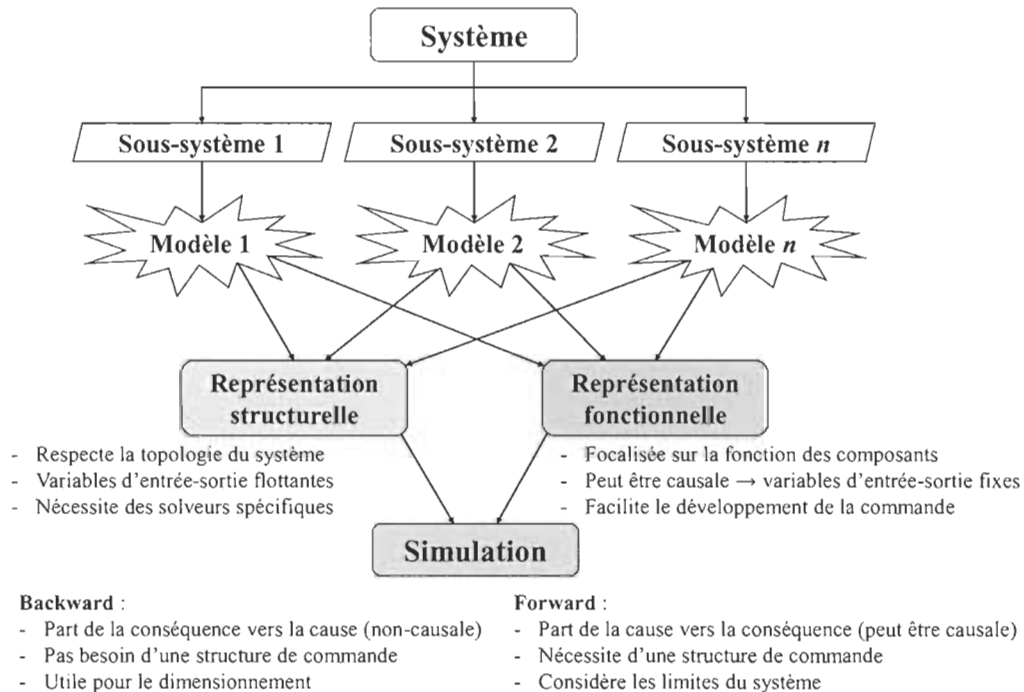 Système
Sous-système 1
Sous-système 2
Sous-système n
Modèle 1
Modèle 2
Modèle n
Représentation
structurelle
Représentation
fonctionnelle
- Respecte la topologie du système
- Variables d'entrée-sortie flottantes
- Nécessite des solveurs spécifiques
- Focalisée sur la fonction des composants
- Peut être causale → variables d'entrée-sortie fixes
- Facilite le développement de la commande
Simulation
Backward :
- Part de la conséquence vers la cause (non-causale)
- Pas besoin d'une structure de commande
- Utile pour le dimensionnement
Forward :
- Part de la cause vers la conséquence (peut être causale)
- Nécessite d'une structure de commande
- Considère les limites du système